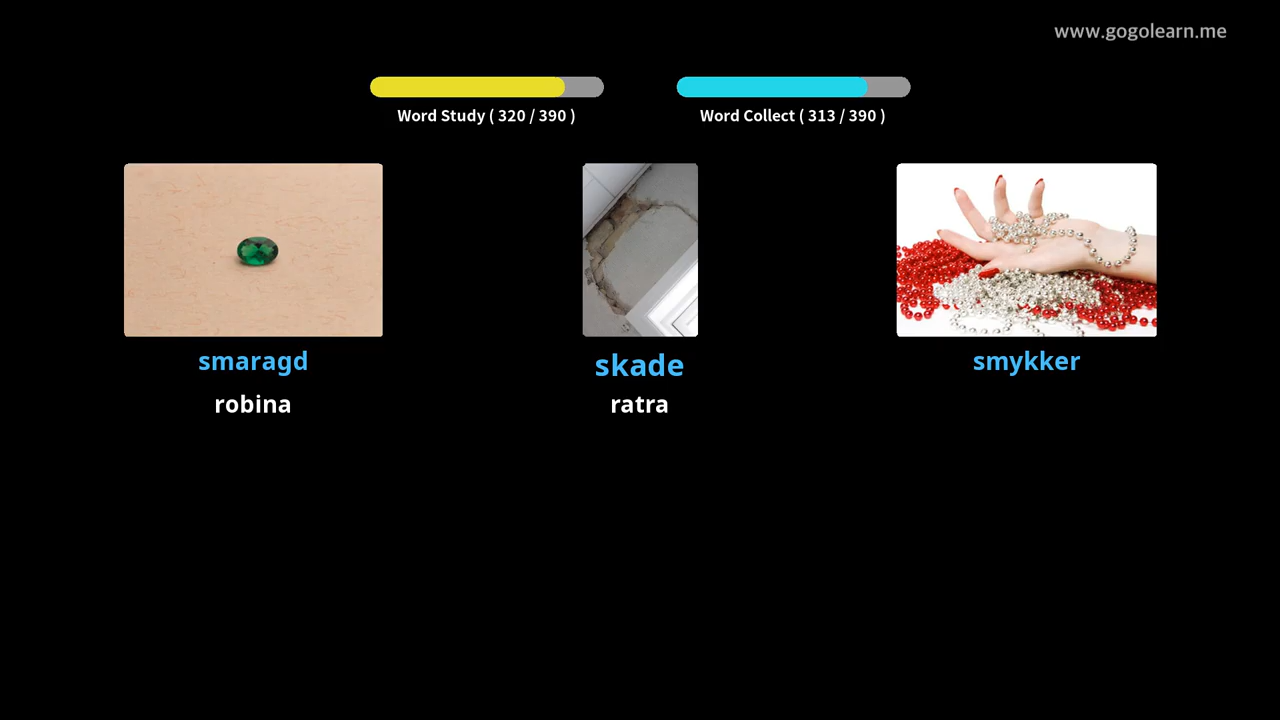 www.gogolearn.me
Word Study ( 320 / 390 )
Word Collect ( 313 / 390 )
smaragd
robina
skade
ratra
smykker